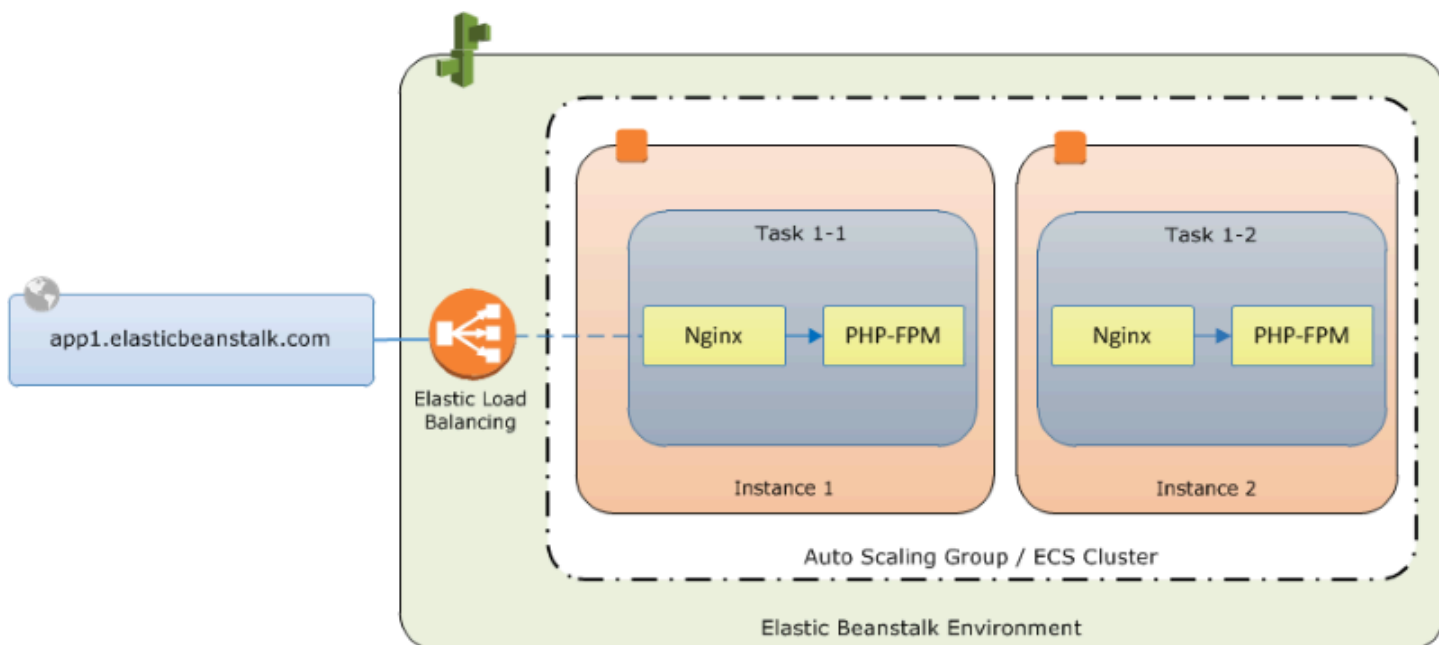 app1.elasticbeanstalk.com
Elastic Load
Balancing
Task 1-1
Nginx
PHP-FPM
Instance 1
Task 1-2
Nginx
PHP-FPM
Instance 2
Auto Scaling Group / ECS Cluster
Elastic Beanstalk Environment